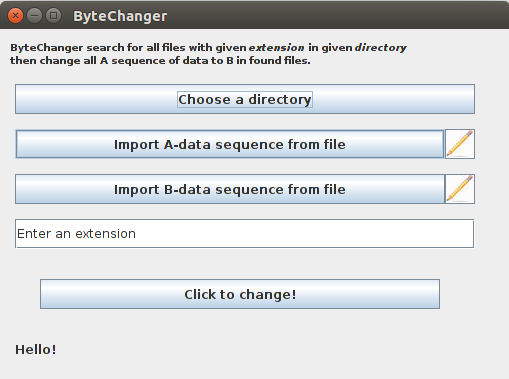 ByteChanger
ByteChanger search for all files with given extension in given directory
then change all A sequence of data to B in found files.
Choose a directory
Import A-data sequence from file
Import B-data sequence from file
Enter an extension
Click to change!
Hello!